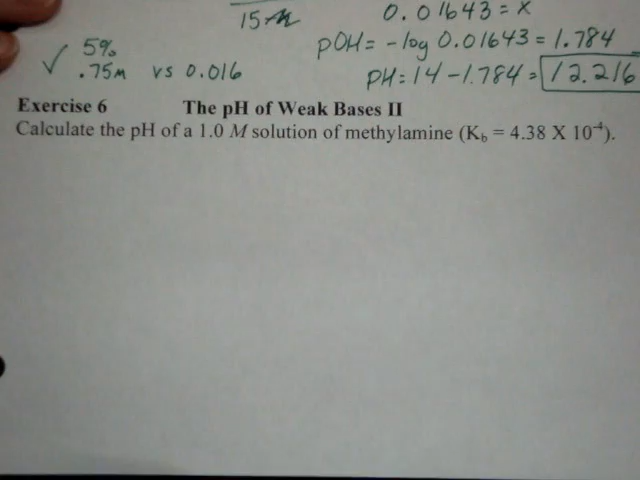 15 M
0.01643 = x
pOH = -log 0.01643 = 1.784
✓ 5%
.75M vs 0.016
pH = 14 - 1.784 = 12.216
Exercise 6 The pH of Weak Bases II
Calculate the pH of a 1.0 M solution of methylamine (K_b = 4.38 X 10⁻⁴).